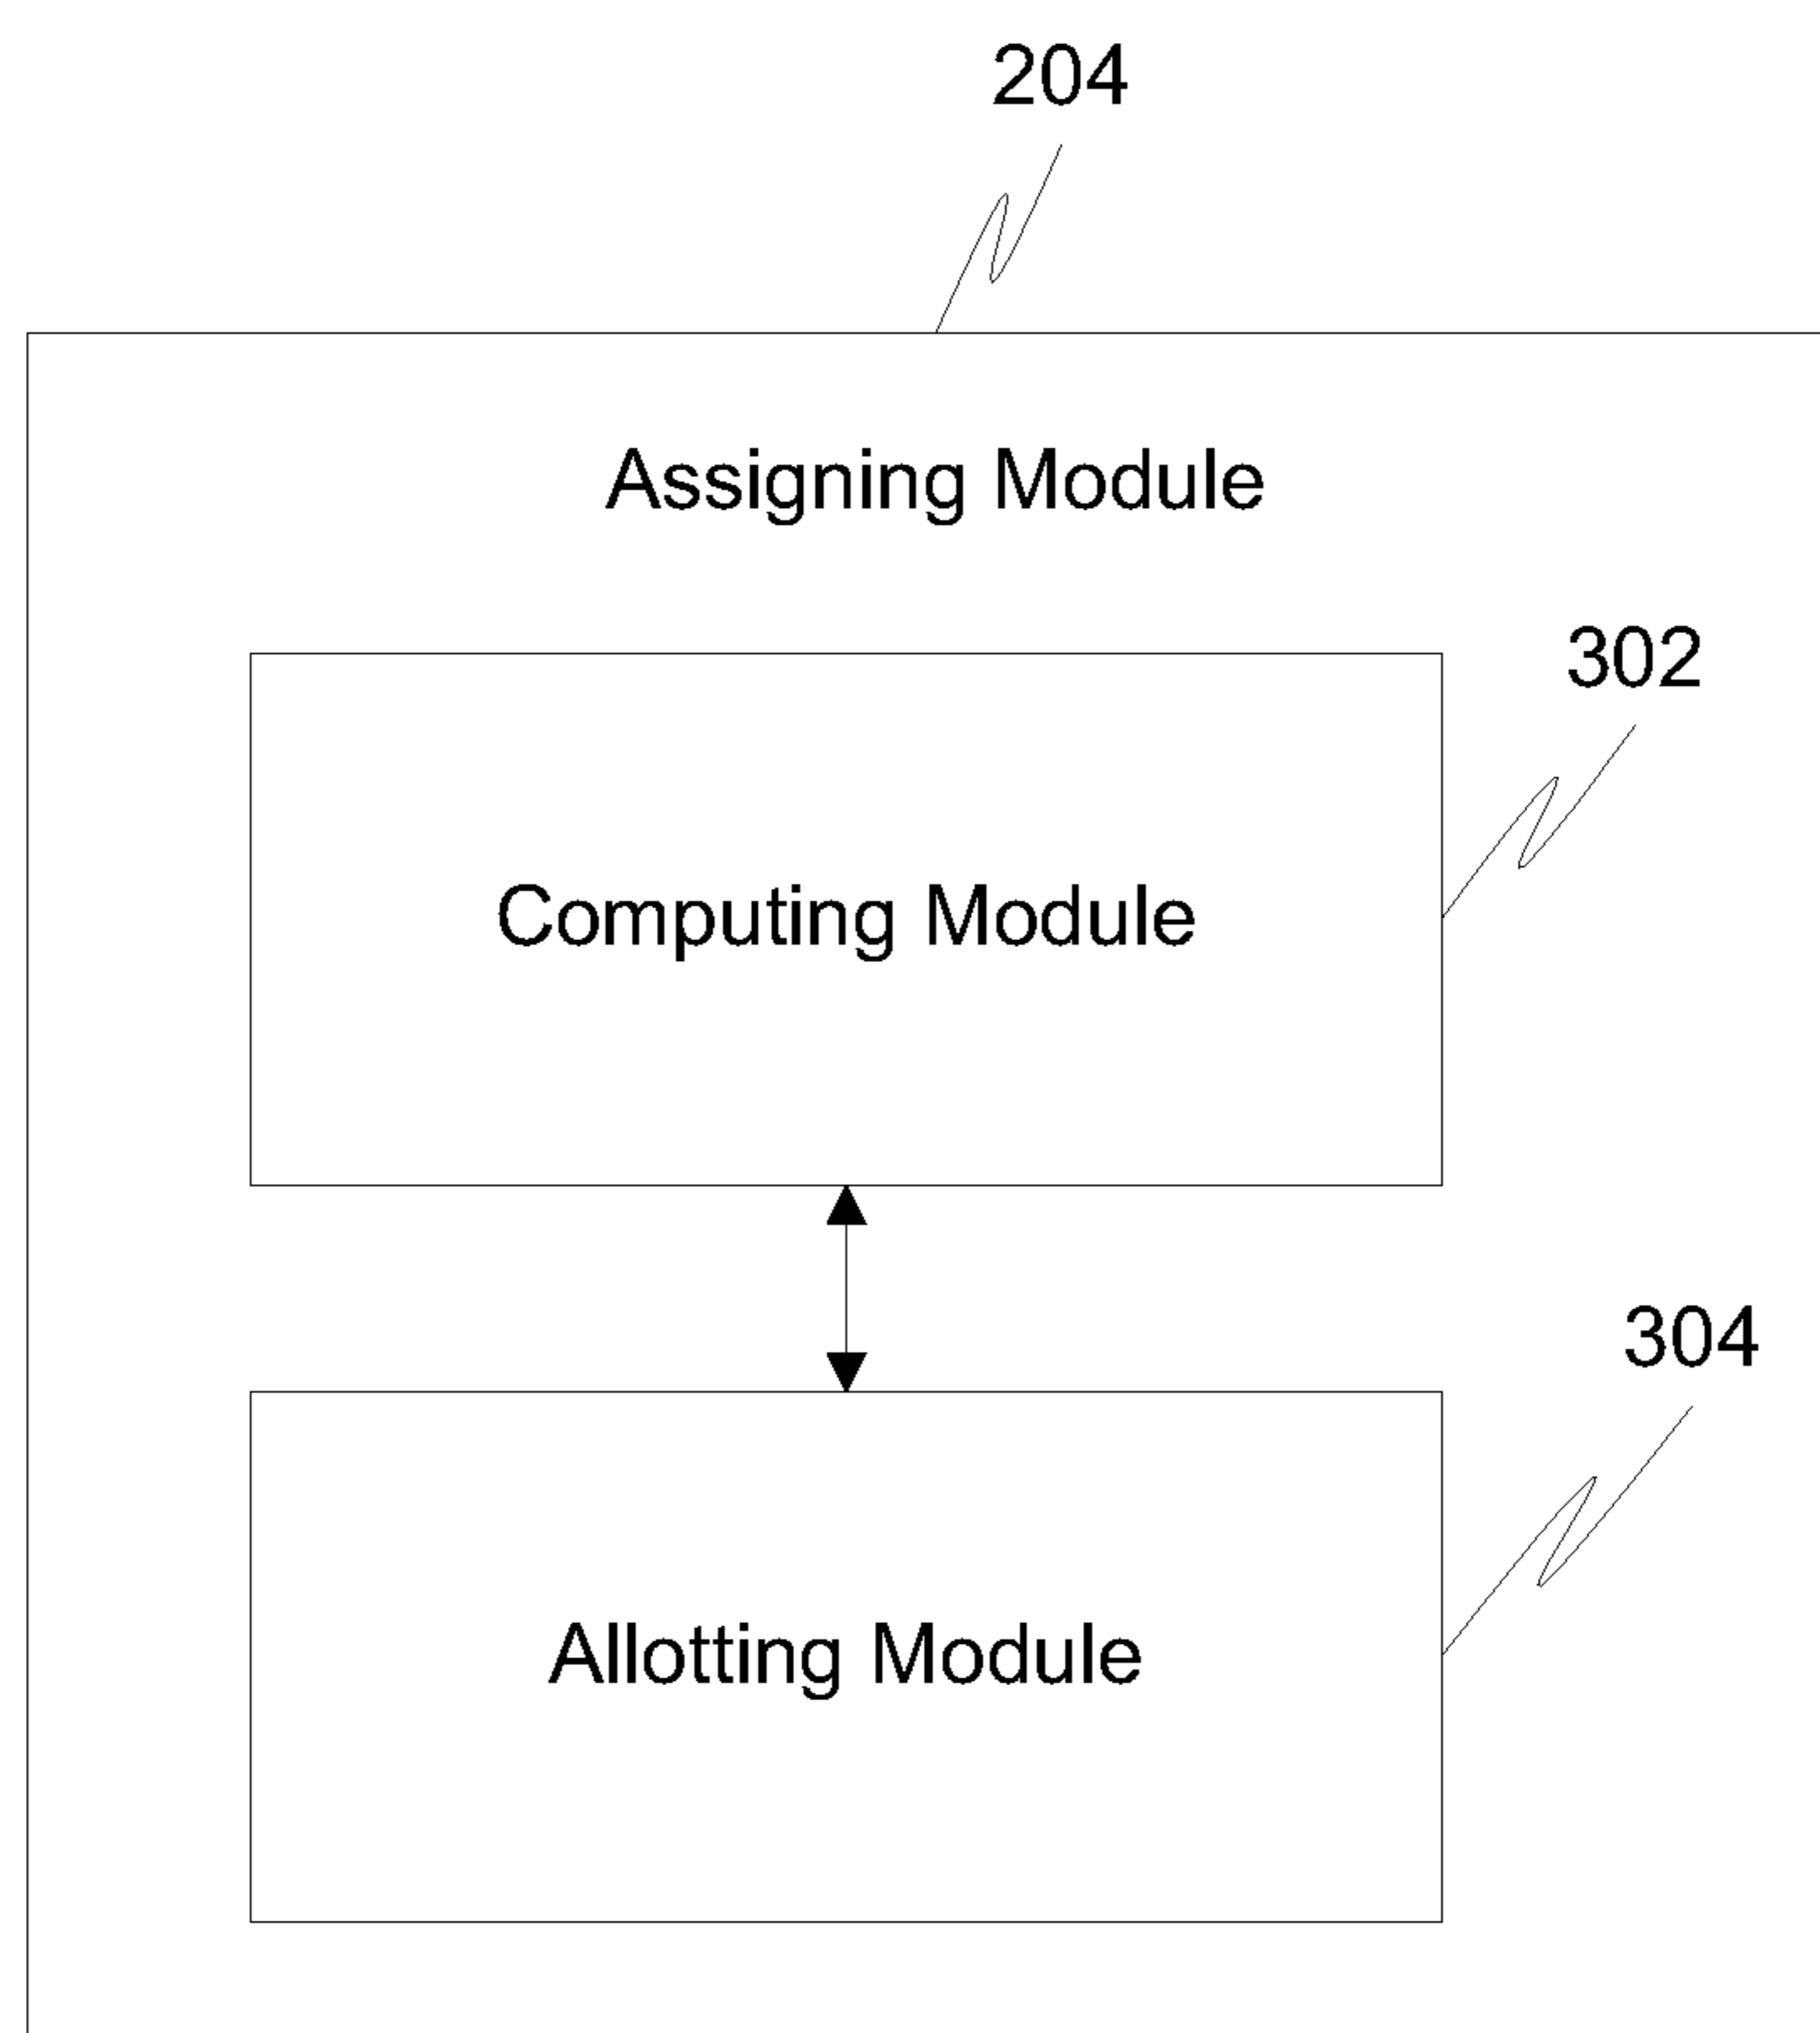 204
Assigning Module
302
Computing Module
304
Allotting Module